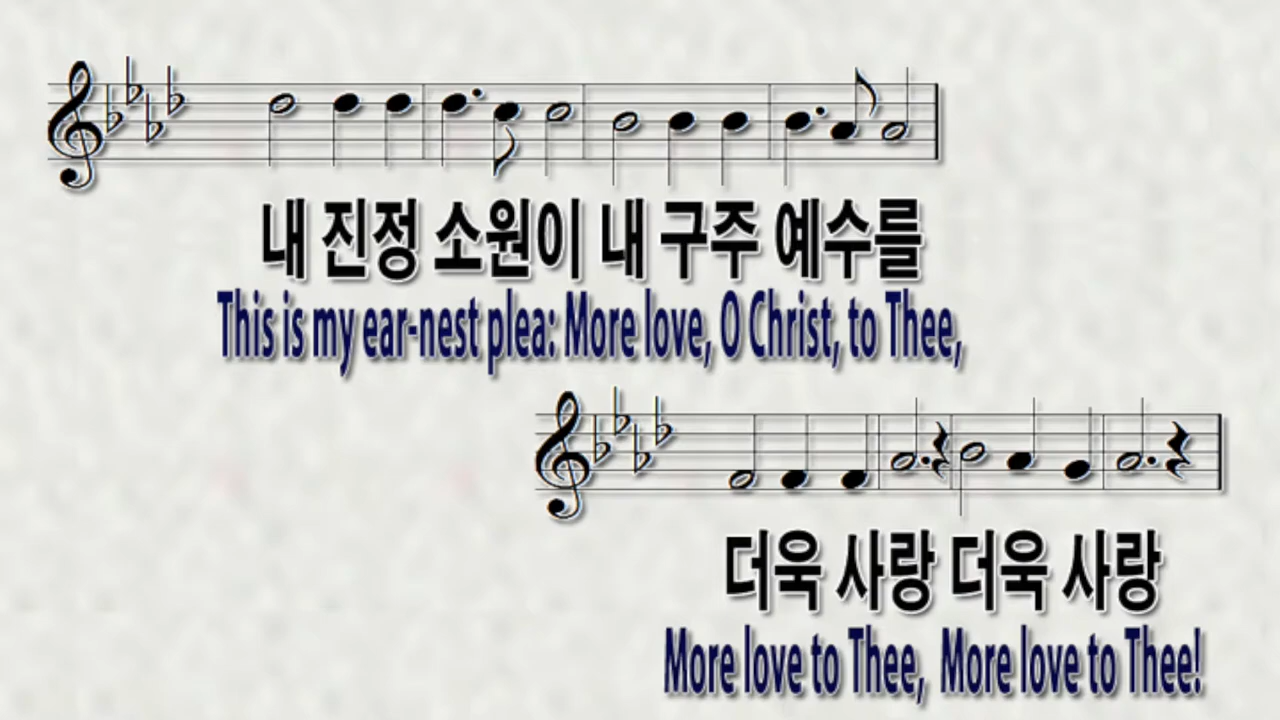 내 진정 소원이 내 구주 예수를
This is my ear-nest plea: More love, O Christ, to Thee,
더욱 사랑 더욱 사랑
More love to Thee, More love to Thee!